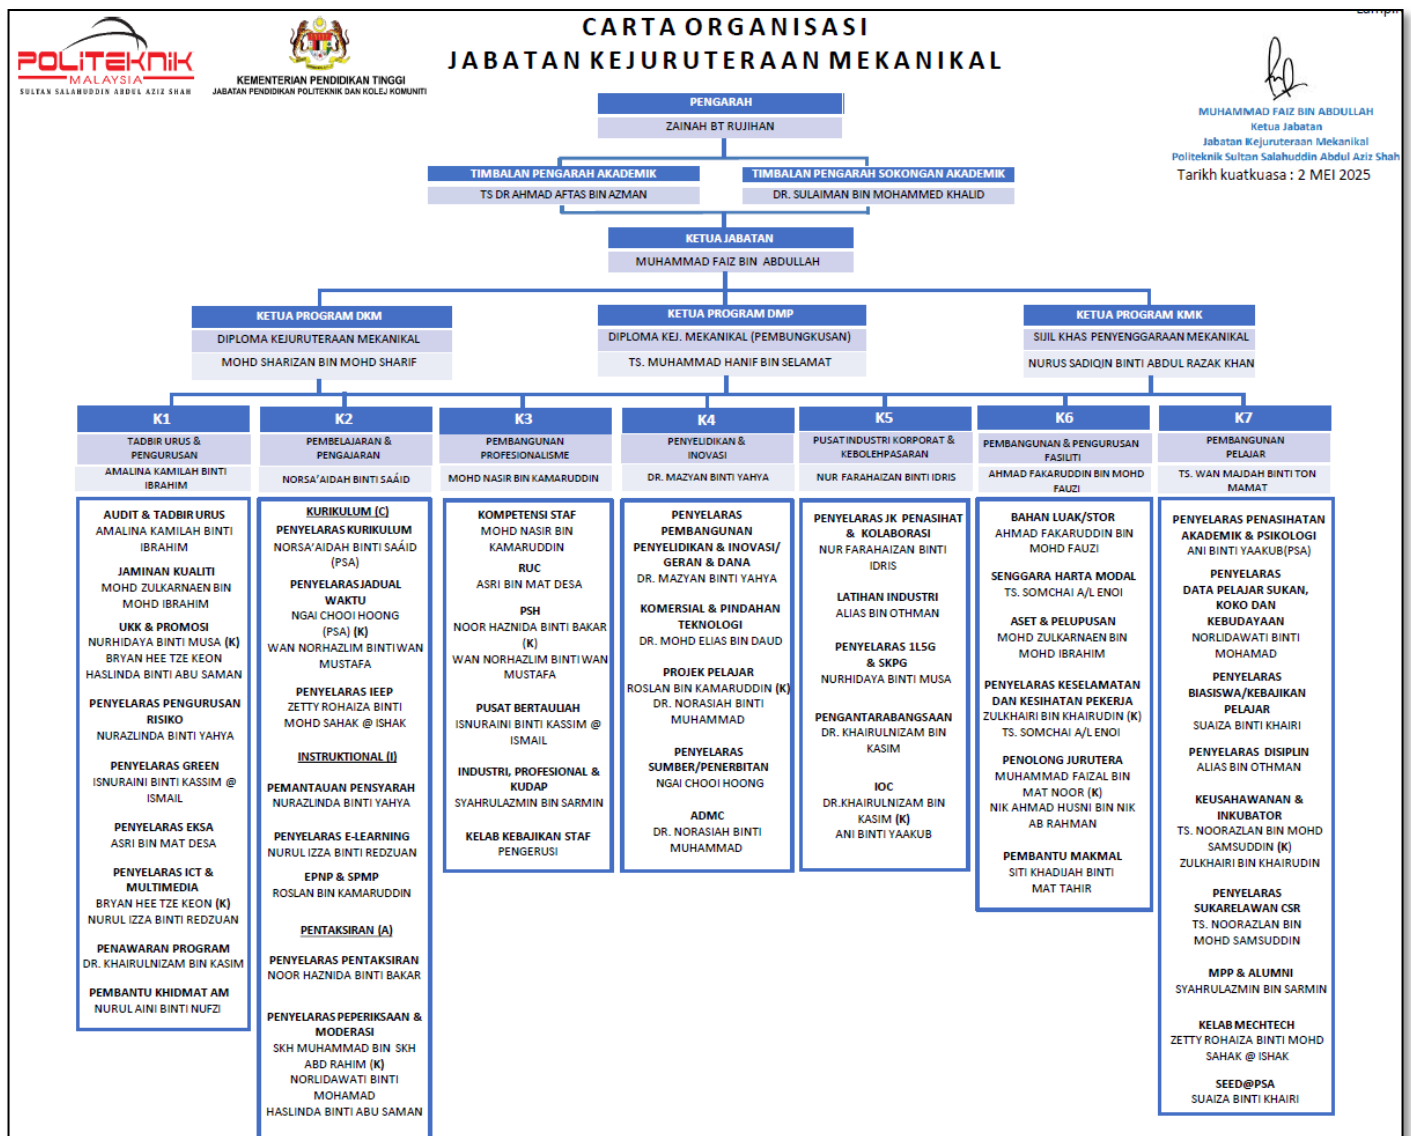 CARTA ORGANISASI
JABATAN KEJURUTERAAN MEKANIKAL
POLITEKNIK
MALAYSIA
SULTAN SALAHUDDIN ABDUL AZIZ SHAH
KEMENTERIAN PENDIDIKAN TINGGI
JABATAN PENDIDIKAN POLITEKNIK DAN KOLEJ KOMUNITI
MUHAMMAD FAIZ BIN ABDULLAH
Ketua Jabatan
Jabatan Kejuruteraan Mekanikal
Politeknik Sultan Salahuddin Abdul Aziz Shah
Tarikh kuatkuasa : 2 MEI 2025
PENGARAH
ZAINAH BT RUJIHAN
TIMBALAN PENGARAH AKADEMIK
TS DR AHMAD AFTAS BIN AZMAN
TIMBALAN PENGARAH SOKONGAN AKADEMIK
DR. SULAIMAN BIN MOHAMMED KHALID
KETUA JABATAN
MUHAMMAD FAIZ BIN ABDULLAH
KETUA PROGRAM DKM
DIPLOMA KEJURUTERAAN MEKANIKAL
MOHD SHARIZAN BIN MOHD SHARIF
KETUA PROGRAM DMP
DIPLOMA KEJ. MEKANIKAL (PEMBUNGKUSAN)
TS. MUHAMMAD HANIF BIN SELAMAT
KETUA PROGRAM KMK
SIJIL KHAS PENYENGGARAAN MEKANIKAL
NURUS SADIQIN BINTI ABDUL RAZAK KHAN
K1
TADBIR URUS &
PENGURUSAN
AMALINA KAMILAH BINTI
IBRAHIM
AUDIT & TADBIR URUS
AMALINA KAMILAH BINTI
IBRAHIM
JAMINAN KUALITI
MOHD ZULKARNAEN BIN
MOHD IBRAHIM
UKK & PROMOSI
NURHIDAYA BINTI MUSA (K)
BRYAN HEE TZE KEON
HASLINDA BINTI ABU SAMAN
PENYELARAS PENGURUSAN
RISIKO
NURAZLINDA BINTI YAHYA
PENYELARAS GREEN
ISNURAINI BINTI KASSIM @
ISMAIL
PENYELARAS EKSA
ASRI BIN MAT DESA
PENYELARAS ICT &
MULTIMEDIA
BRYAN HEE TZE KEON (K)
NURUL IZZA BINTI REDZUAN
PENAWARAN PROGRAM
DR. KHAIRULNIZAM BIN KASIM
PEMBANTU KHIDMAT AM
NURUL AINI BINTI NUFZI
K2
PEMBELAJARAN &
PENGAJARAN
NORSA'AIDAH BINTI SAÁID
KURIKULUM (C)
PENYELARAS KURIKULUM
NORSA'AIDAH BINTI SAÁID
(PSA)
PENYELARAS JADUAL
WAKTU
NGAI CHOOI HOONG
(PSA) (K)
WAN NORHAZLIM BINTI WAN
MUSTAFA
PENYELARAS IEEP
ZETTY ROHAIZA BINTI
MOHD SAHAK @ ISHAK
INSTRUKTIONAL (I)
PEMANTAUAN PENSYARAH
NURAZLINDA BINTI YAHYA
PENYELARAS E-LEARNING
NURUL IZZA BINTI REDZUAN
EPNP & SPMP
ROSLAN BIN KAMARUDDIN
PENTAKSIRAN (A)
PENYELARAS PENTAKSIRAN
NOOR HAZNIDA BINTI BAKAR
PENYELARAS PEPERIKSAAN &
MODERASI
SKH MUHAMMAD BIN SKH
ABD RAHIM (K)
NORLIDAWATI BINTI
MOHAMAD
HASLINDA BINTI ABU SAMAN
K3
PEMBANGUNAN
PROFESIONALISME
MOHD NASIR BIN KAMARUDDIN
KOMPETENSI STAF
MOHD NASIR BIN
KAMARUDDIN
RUC
ASRI BIN MAT DESA
PSH
NOOR HAZNIDA BINTI BAKAR
(K)
WAN NORHAZLIM BINTI WAN
MUSTAFA
PUSAT BERTAULIAH
ISNURAINI BINTI KASSIM @
ISMAIL
INDUSTRI, PROFESIONAL &
KUDAP
SYAHRULAZMIN BIN SARMIN
KELAB KEBAJIKAN STAF
PENGERUSI
K4
PENYELIDIKAN &
INOVASI
DR. MAZYAN BINTI YAHYA
PENYELARAS
PEMBANGUNAN
PENYELIDIKAN & INOVASI/
GERAN & DANA
DR. MAZYAN BINTI YAHYA
KOMERSIAL & PINDAHAN
TEKNOLOGI
DR. MOHD ELIAS BIN DAUD
PROJEK PELAJAR
ROSLAN BIN KAMARUDDIN (K)
DR. NORASIAH BINTI
MUHAMMAD
PENYELARAS
SUMBER/PENERBITAN
NGAI CHOOI HOONG
ADMC
DR. NORASIAH BINTI
MUHAMMAD
K5
PUSAT INDUSTRI KORPORAT &
KEBOLEHPASARAN
NUR FARAHAIZAN BINTI IDRIS
PENYELARAS JK PENASIHAT
& KOLABORASI
NUR FARAHAIZAN BINTI
IDRIS
LATIHAN INDUSTRI
ALIAS BIN OTHMAN
PENYELARAS 1L5G
& SKPG
NURHIDAYA BINTI MUSA
PENGANTARABANGSAAN
DR. KHAIRULNIZAM BIN
KASIM
IOC
DR.KHAIRULNIZAM BIN
KASIM (K)
ANI BINTI YAAKUB
K6
PEMBANGUNAN & PENGURUSAN
FASILITI
AHMAD FAKARUDDIN BIN MOHD
FAUZI
BAHAN LUAK/STOR
AHMAD FAKARUDDIN BIN
MOHD FAUZI
SENGGARA HARTA MODAL
TS. SOMCHAI A/L ENOI
ASET & PELUPUSAN
MOHD ZULKARNAEN BIN
MOHD IBRAHIM
PENYELARAS KESELAMATAN
DAN KESIHATAN PEKERJA
ZULKHAIRI BIN KHAIRUDIN (K)
TS. SOMCHAI A/L ENOI
PENOLONG JURUTERA
MUHAMMAD FAIZAL BIN
MAT NOOR (K)
NIK AHMAD HUSNI BIN NIK
AB RAHMAN
PEMBANTU MAKMAL
SITI KHADIJAH BINTI
MAT TAHIR
K7
PEMBANGUNAN
PELAJAR
TS. WAN MAJDAH BINTI TON
MAMAT
PENYELARAS PENASIHATAN
AKADEMIK & PSIKOLOGI
ANI BINTI YAAKUB(PSA)
PENYELARAS
DATA PELAJAR SUKAN,
KOKO DAN
KEBUDAYAAN
NORLIDAWATI BINTI
MOHAMAD
PENYELARAS
BIASISWA/KEBAJIKAN
PELAJAR
SUAIZA BINTI KHAIRI
PENYELARAS DISIPLIN
ALIAS BIN OTHMAN
KEUSAHAWANAN &
INKUBATOR
TS. NOORAZLAN BIN MOHD
SAMSUDDIN (K)
ZULKHAIRI BIN KHAIRUDIN
PENYELARAS
SUKARELAWAN CSR
TS. NOORAZLAN BIN
MOHD SAMSUDDIN
MPP & ALUMNI
SYAHRULAZMIN BIN SARMIN
KELAB MECHTECH
ZETTY ROHAIZA BINTI MOHD
SAHAK @ ISHAK
SEED@PSA
SUAIZA BINTI KHAIRI